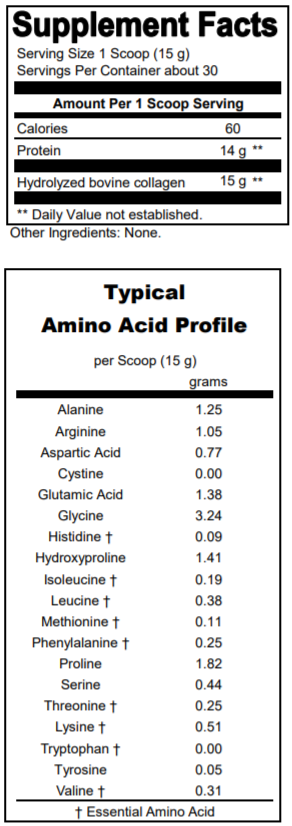 Supplement Facts
Serving Size 1 Scoop (15 g)
Servings Per Container about 30
Amount Per 1 Scoop Serving
Calories 60
Protein 14 g **
Hydrolyzed bovine collagen 15 g **
** Daily Value not established.
Other Ingredients: None.
Typical
Amino Acid Profile
per Scoop (15 g)
grams
Alanine 1.25
Arginine 1.05
Aspartic Acid 0.77
Cystine 0.00
Glutamic Acid 1.38
Glycine 3.24
Histidine † 0.09
Hydroxyproline 1.41
Isoleucine † 0.19
Leucine † 0.38
Methionine † 0.11
Phenylalanine † 0.25
Proline 1.82
Serine 0.44
Threonine † 0.25
Lysine † 0.51
Tryptophan † 0.00
Tyrosine 0.05
Valine † 0.31
† Essential Amino Acid